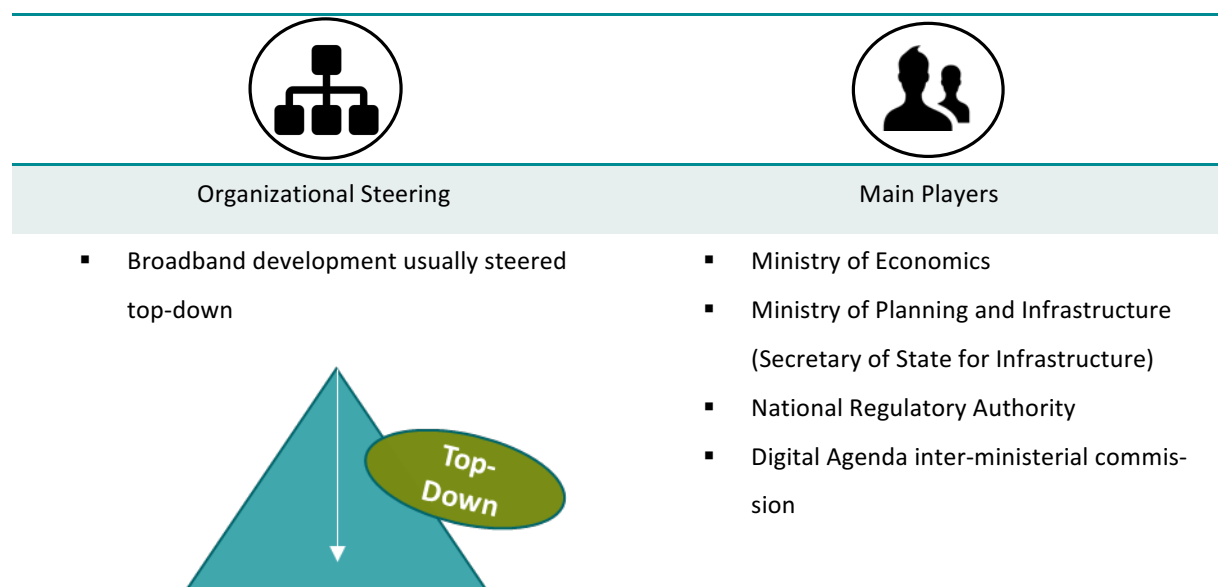 Organizational Steering
Main Players
▪ Broadband development usually steered
top-down
Top-
Down
▪ Ministry of Economics
▪ Ministry of Planning and Infrastructure
(Secretary of State for Infrastructure)
▪ National Regulatory Authority
▪ Digital Agenda inter-ministerial commis-
sion